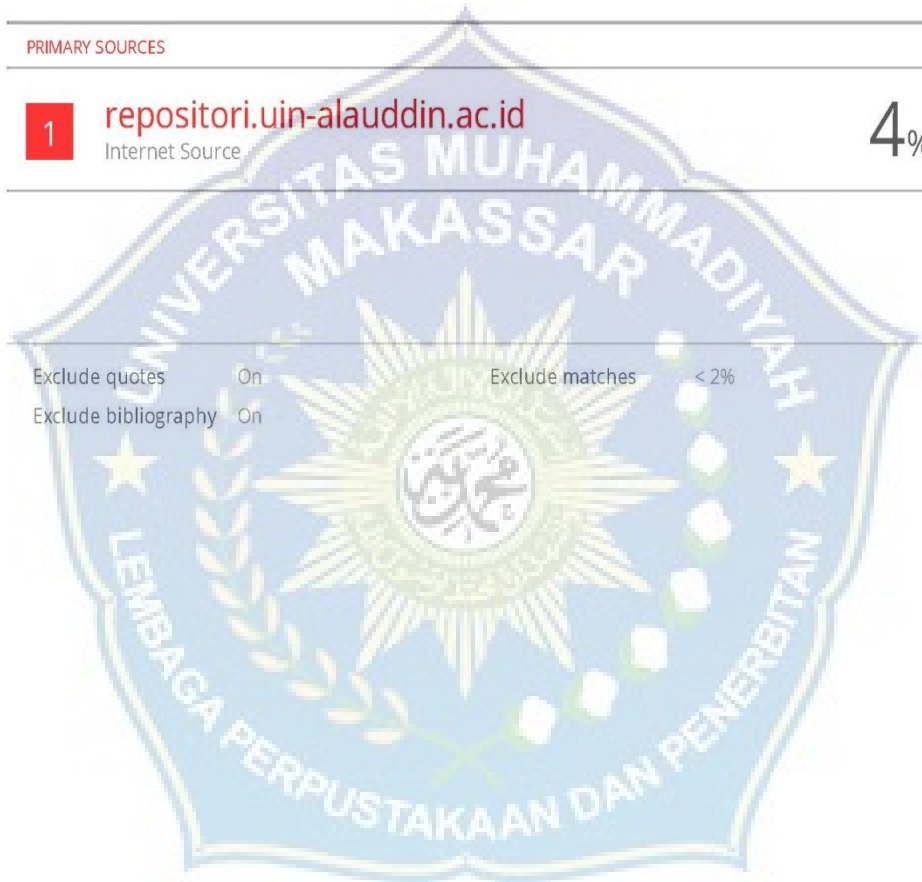 PRIMARY SOURCES
1 repositori.uin-alauddin.ac.id 4%
Internet Source
UNIVERSITAS MUHAMMADIYAH
MAKASSAR
Exclude quotes On Exclude matches < 2%
Exclude bibliography On
محمدية
LEMBAGA PERPUSTAKAAN DAN PENERBITAN